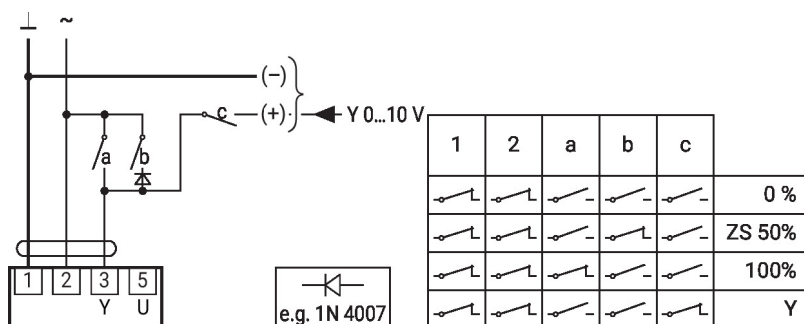 ⊥ ~
(−)
c (+) Y 0...10 V
a b
1 2 3 5
Y U
e.g. 1N 4007
1 2 a b c
0 %
ZS 50%
100%
Y